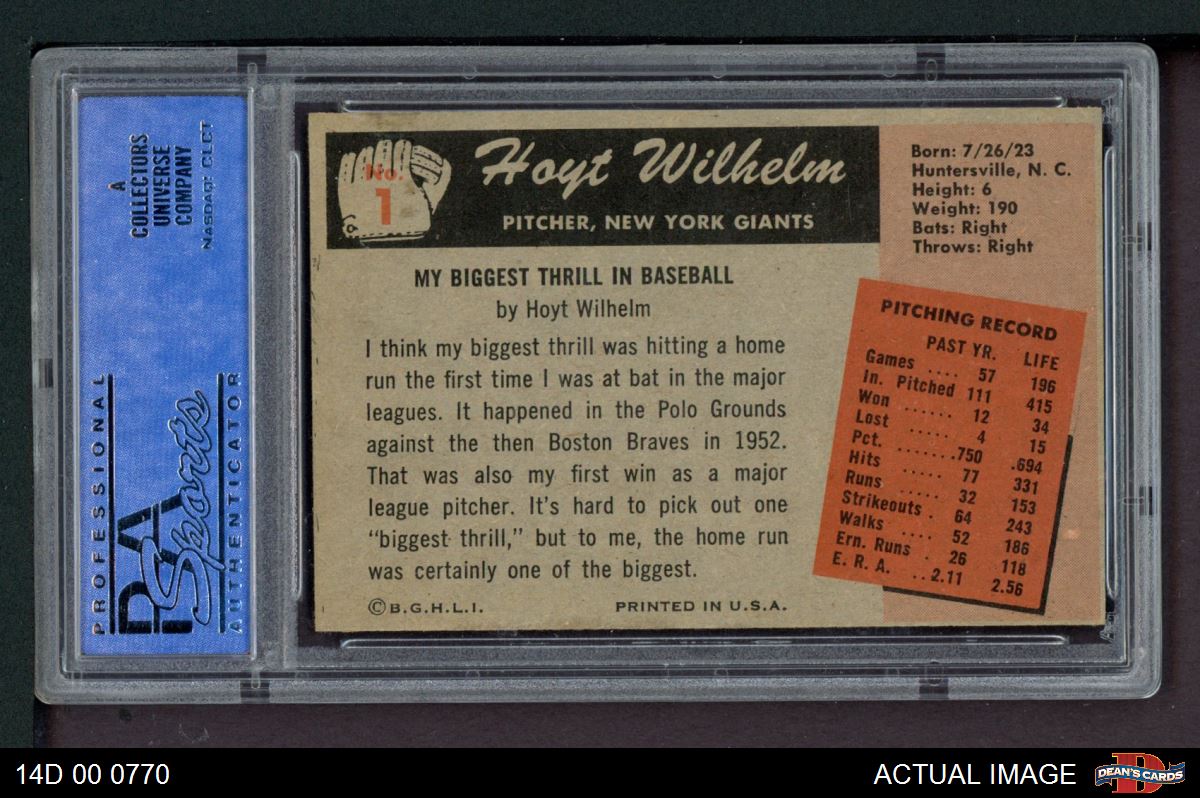 A
COLLECTORS
UNIVERSE
COMPANY
NASDAQ: CLCT
PROFESSIONAL
PSA
Sports
AUTHENTICATOR
No.
1
Hoyt Wilhelm
PITCHER, NEW YORK GIANTS
Born: 7/26/23
Huntersville, N. C.
Height: 6
Weight: 190
Bats: Right
Throws: Right
MY BIGGEST THRILL IN BASEBALL
by Hoyt Wilhelm
I think my biggest thrill was hitting a home
run the first time I was at bat in the major
leagues. It happened in the Polo Grounds
against the then Boston Braves in 1952.
That was also my first win as a major
league pitcher. It's hard to pick out one
"biggest thrill," but to me, the home run
was certainly one of the biggest.
©B.G.H.L.I. PRINTED IN U.S.A.
PITCHING RECORD
PAST YR. LIFE
Games .... 57 196
In. Pitched 111 415
Won ...... 12 34
Lost ..... 4 15
Pct. ......750 .694
Hits ..... 77 331
Runs ..... 32 153
Strikeouts . 64 243
Walks .... 52 186
Ern. Runs . 26 118
E. R. A. ..2.11 2.56
14D 00 0770
ACTUAL IMAGE
D
DEAN'S CARDS